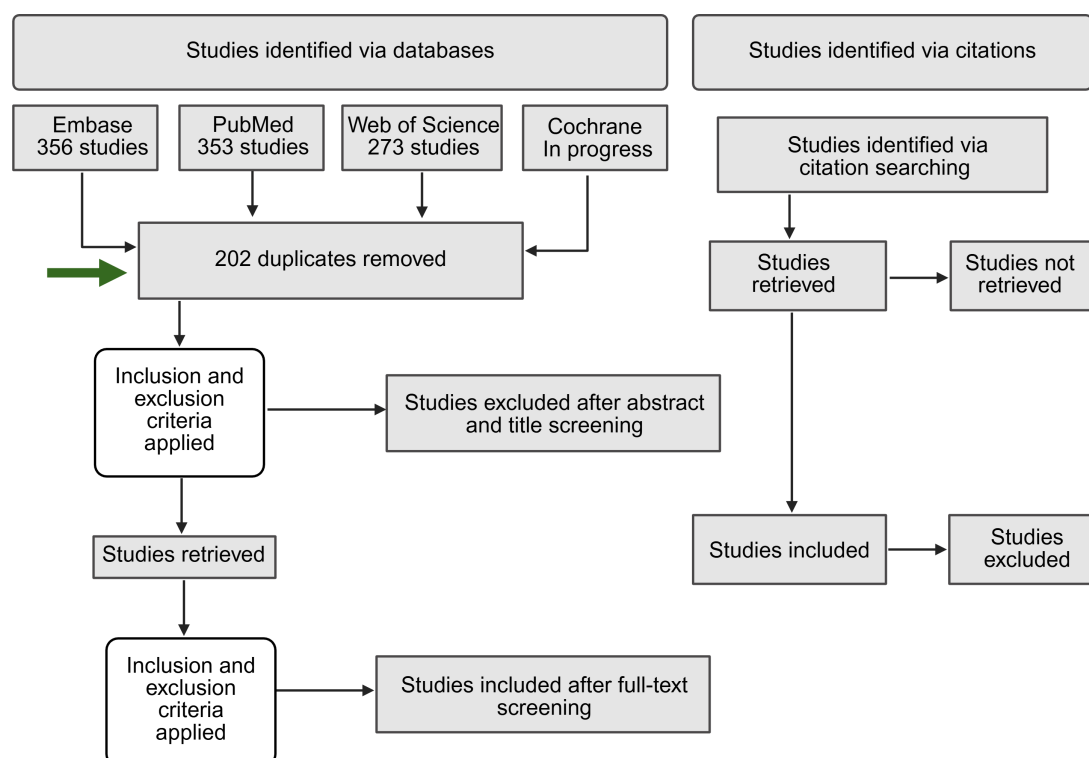 Studies identified via databases
Studies identified via citations
Embase
356 studies
PubMed
353 studies
Web of Science
273 studies
Cochrane
In progress
Studies identified via
citation searching
202 duplicates removed
Studies
retrieved
Studies not
retrieved
Inclusion and
exclusion
criteria
applied
Studies excluded after abstract
and title screening
Studies retrieved
Studies included
Studies
excluded
Inclusion and
exclusion
criteria
applied
Studies included after full-text
screening